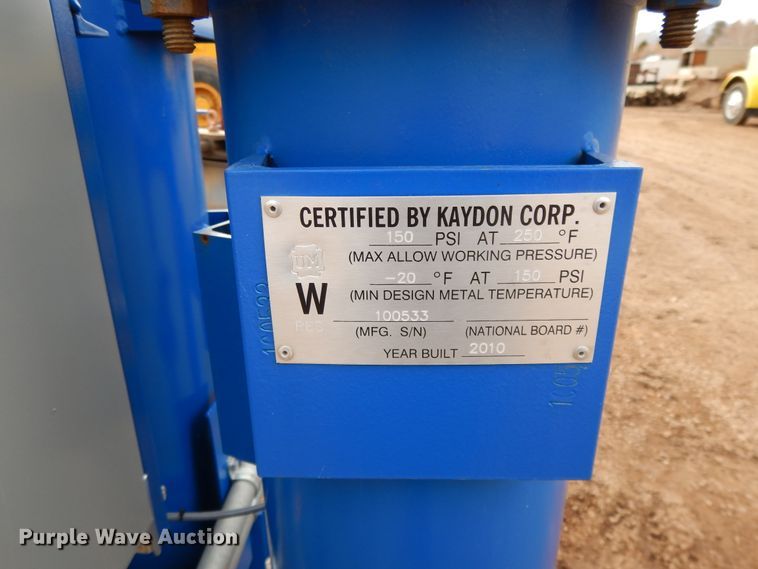 CERTIFIED BY KAYDON CORP.
150 PSI AT 250 °F
(MAX ALLOW WORKING PRESSURE)
UM
-20 °F AT 150 PSI
W
(MIN DESIGN METAL TEMPERATURE)
100533
(MFG. S/N) (NATIONAL BOARD #)
YEAR BUILT 2010
Purple Wave Auction